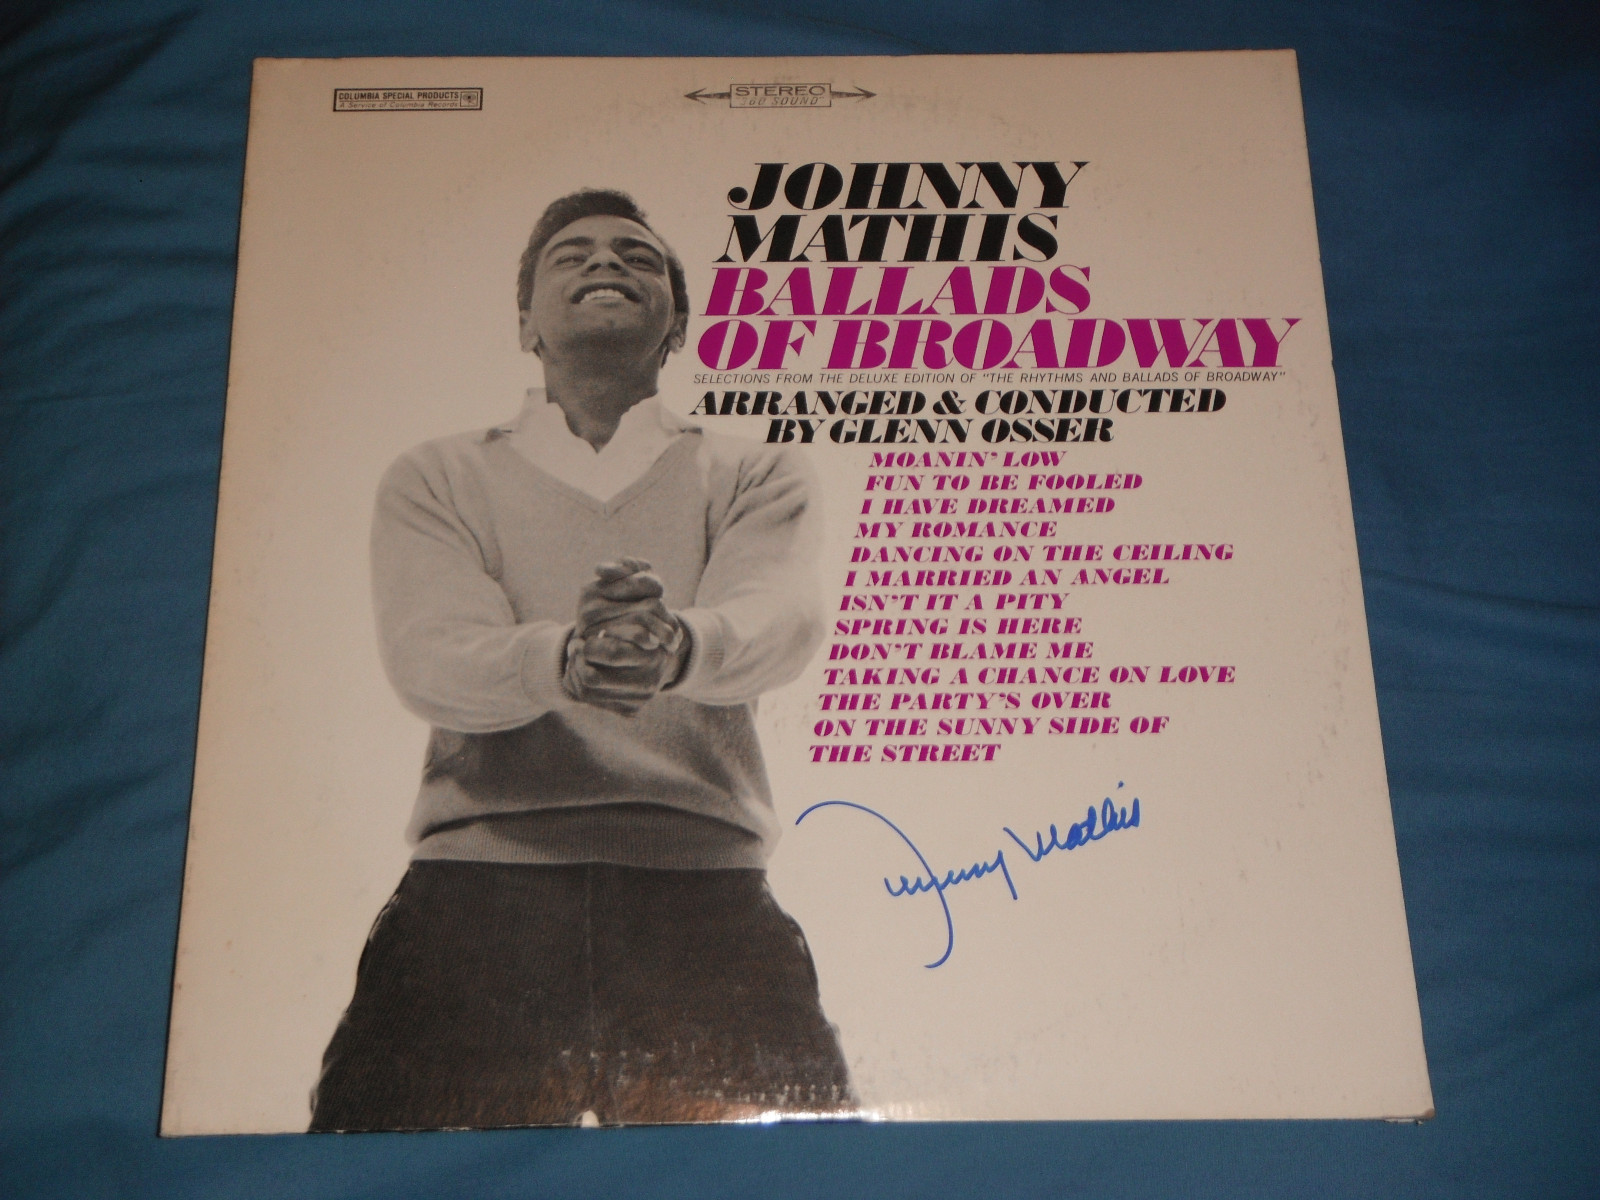 COLUMBIA SPECIAL PRODUCTS
A Service of Columbia Records
STEREO
"360 SOUND"
JOHNNY
MATHIS
BALLADS
OF BROADWAY
SELECTIONS FROM THE DELUXE EDITION OF "THE RHYTHMS AND BALLADS OF BROADWAY"
ARRANGED & CONDUCTED
BY GLENN OSSER
MOANIN' LOW
FUN TO BE FOOLED
I HAVE DREAMED
MY ROMANCE
DANCING ON THE CEILING
I MARRIED AN ANGEL
ISN'T IT A PITY
SPRING IS HERE
DON'T BLAME ME
TAKING A CHANCE ON LOVE
THE PARTY'S OVER
ON THE SUNNY SIDE OF
THE STREET
Johnny Mathis